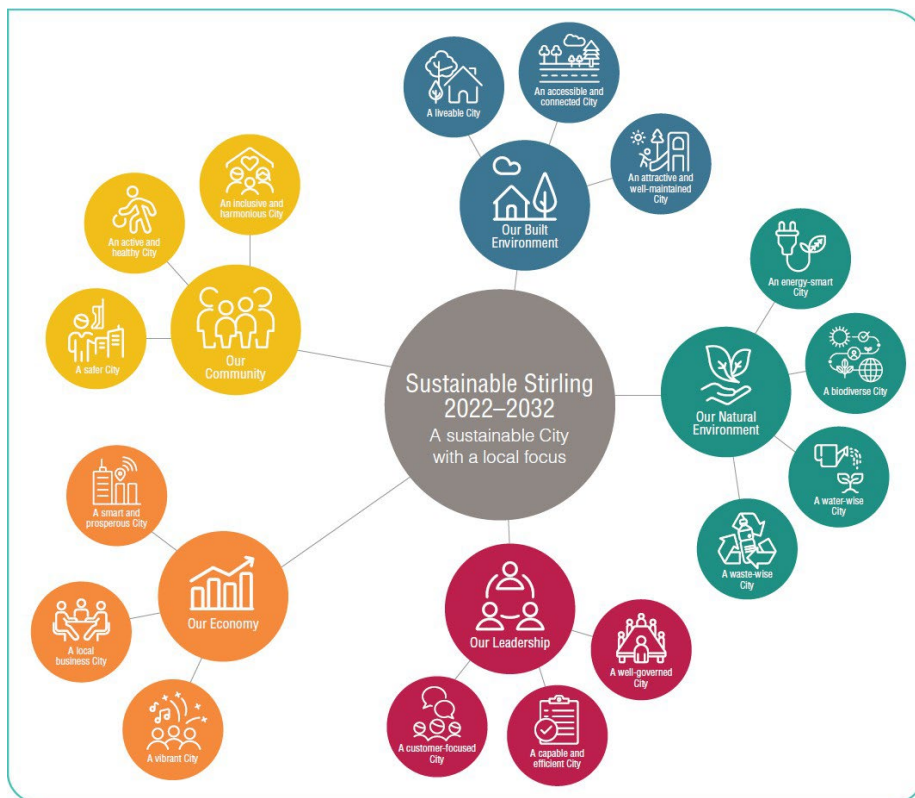 Sustainable Stirling
2022–2032
A sustainable City
with a local focus
Our Built
Environment
A liveable City
An accessible and
connected City
An attractive and
well-maintained
City
Our Natural
Environment
An energy-smart
City
A biodiverse City
A water-wise
City
A waste-wise
City
Our Leadership
A well-governed
City
A capable and
efficient City
A customer-focused
City
Our Economy
A vibrant City
A local
business City
A smart and
prosperous City
Our
Community
A safer City
An active and
healthy City
An inclusive and
harmonious City